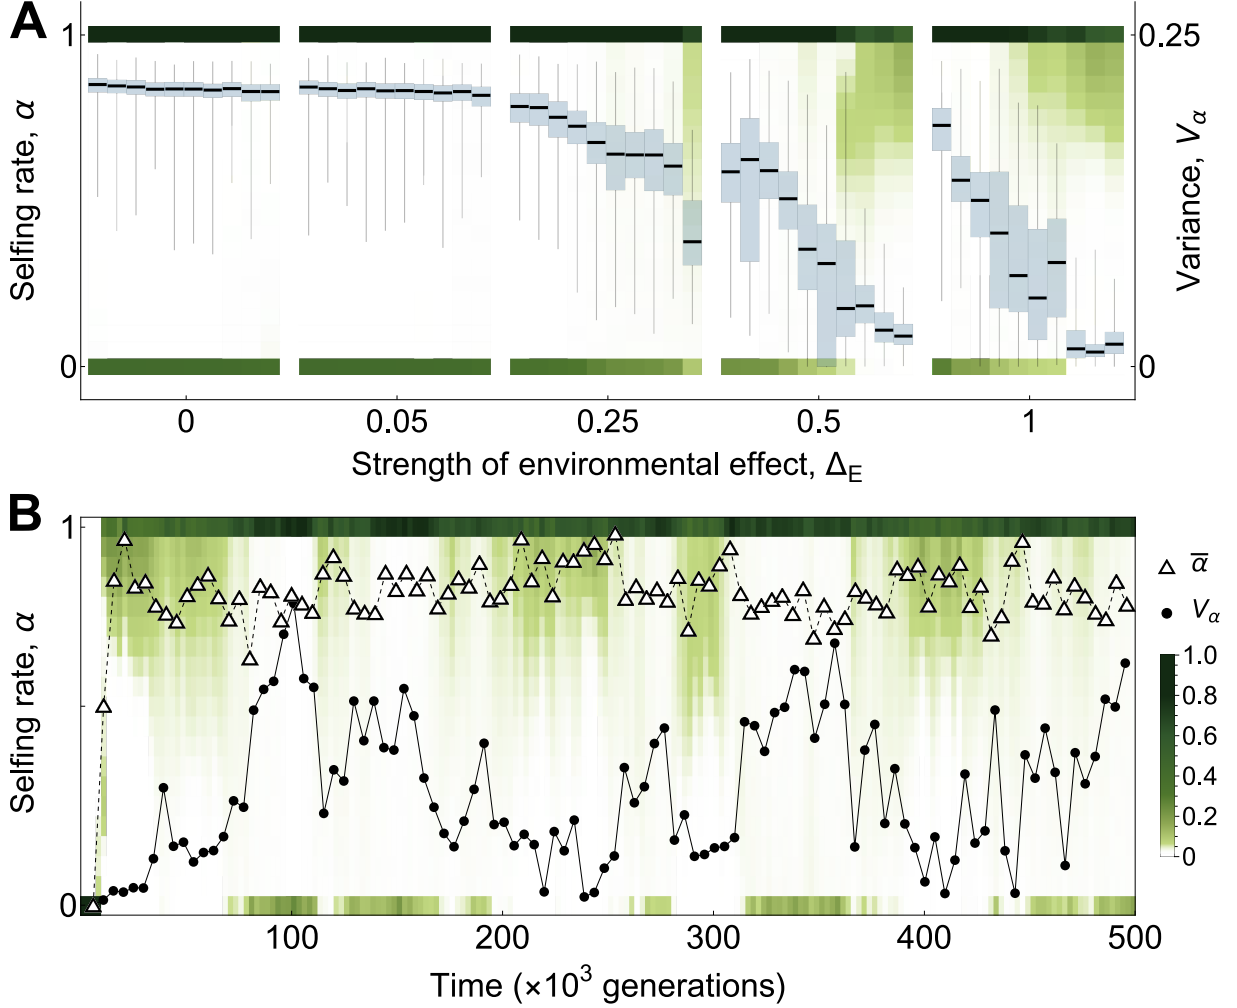 A
1
0.25
Selfing rate, α
Variance, Vα
0
0
0
0.05
0.25
0.5
1
Strength of environmental effect, ΔE
B
1
Selfing rate, α
0
α̅
Vα
1.0
0.8
0.6
0.4
0.2
0
100
200
300
400
500
Time (×10³ generations)